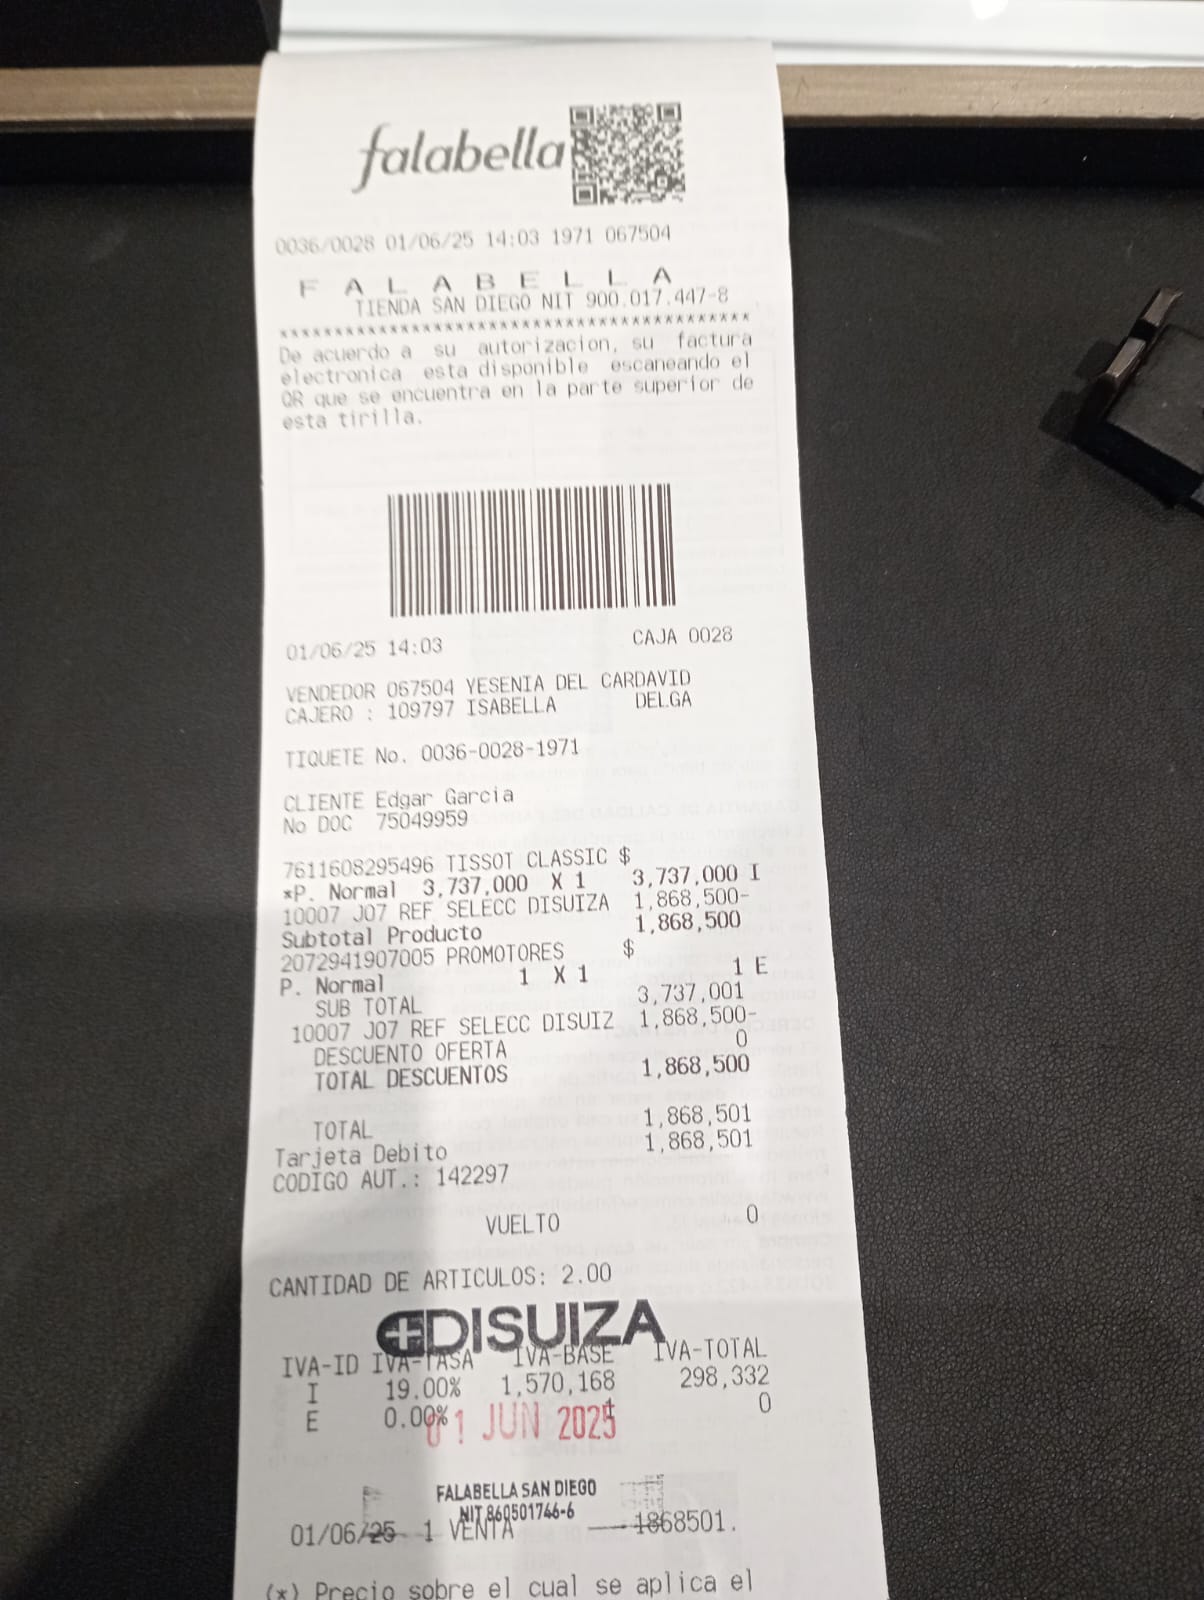 falabella
0036/0028 01/06/25 14:03 1971 067504
F A L A B E L L A
TIENDA SAN DIEGO NIT 900.017.447-8
******************************************
De acuerdo a su autorizacion, su factura
electronica esta disponible escaneando el
QR que se encuentra en la parte superior de
esta tirilla.
01/06/25 14:03 CAJA 0028
VENDEDOR 067504 YESENIA DEL CARDAVID
CAJERO : 109797 ISABELLA DELGA
TIQUETE No. 0036-0028-1971
CLIENTE Edgar Garcia
No DOC 75049959
7611608295496 TISSOT CLASSIC $
*P. Normal 3,737,000 X 1 3,737,000 I
10007 J07 REF SELECC DISUIZA 1,868,500-
Subtotal Producto 1,868,500
2072941907005 PROMOTORES $
P. Normal 1 X 1 1 E
SUB TOTAL 3,737,001
10007 J07 REF SELECC DISUIZ 1,868,500-
DESCUENTO OFERTA 0
TOTAL DESCUENTOS 1,868,500
TOTAL 1,868,501
Tarjeta Debito 1,868,501
CODIGO AUT.: 142297
VUELTO 0
CANTIDAD DE ARTICULOS: 2.00
DISUIZA
IVA-ID IVA-TASA IVA-BASE IVA-TOTAL
I 19.00% 1,570,168 298,332
E 0.00% 0
01 JUN 2025
FALABELLA SAN DIEGO
NIT 860501746-6
01/06/25 1 VENTA 1868501.
(*) Precio sobre el cual se aplica el